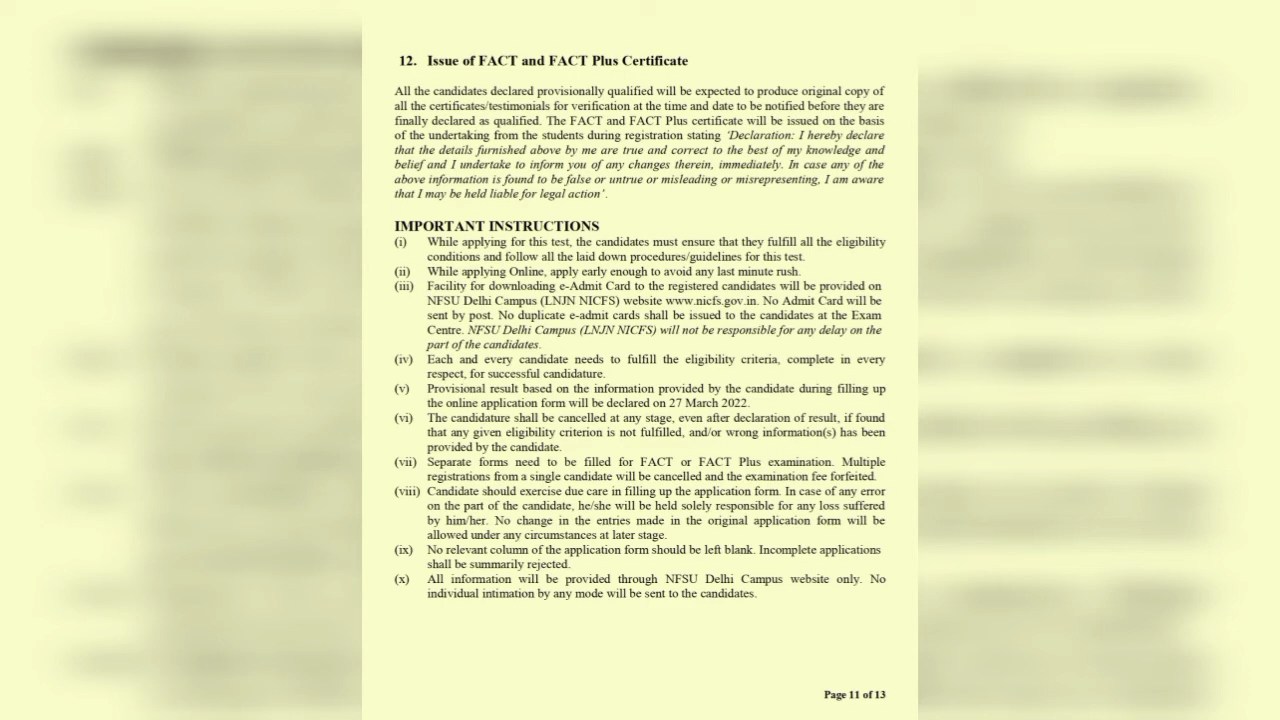 12. Issue of FACT and FACT Plus Certificate
All the candidates declared provisionally qualified will be expected to produce original copy of
all the certificates/testimonials for verification at the time and date to be notified before they are
finally declared as qualified. The FACT and FACT Plus certificate will be issued on the basis
of the undertaking from the students during registration stating 'Declaration: I hereby declare
that the details furnished above by me are true and correct to the best of my knowledge and
belief and I undertake to inform you of any changes therein, immediately. In case any of the
above information is found to be false or untrue or misleading or misrepresenting, I am aware
that I may be held liable for legal action'.
IMPORTANT INSTRUCTIONS
(i) While applying for this test, the candidates must ensure that they fulfill all the eligibility
conditions and follow all the laid down procedures/guidelines for this test.
(ii) While applying Online, apply early enough to avoid any last minute rush.
(iii) Facility for downloading e-Admit Card to the registered candidates will be provided on
NFSU Delhi Campus (LNJN NICFS) website www.nicfs.gov.in. No Admit Card will be
sent by post. No duplicate e-admit cards shall be issued to the candidates at the Exam
Centre. NFSU Delhi Campus (LNJN NICFS) will not be responsible for any delay on the
part of the candidates.
(iv) Each and every candidate needs to fulfill the eligibility criteria, complete in every
respect, for successful candidature.
(v) Provisional result based on the information provided by the candidate during filling up
the online application form will be declared on 27 March 2022.
(vi) The candidature shall be cancelled at any stage, even after declaration of result, if found
that any given eligibility criterion is not fulfilled, and/or wrong information(s) has been
provided by the candidate.
(vii) Separate forms need to be filled for FACT or FACT Plus examination. Multiple
registrations from a single candidate will be cancelled and the examination fee forfeited.
(viii) Candidate should exercise due care in filling up the application form. In case of any error
on the part of the candidate, he/she will be held solely responsible for any loss suffered
by him/her. No change in the entries made in the original application form will be
allowed under any circumstances at later stage.
(ix) No relevant column of the application form should be left blank. Incomplete applications
shall be summarily rejected.
(x) All information will be provided through NFSU Delhi Campus website only. No
individual intimation by any mode will be sent to the candidates.
Page 11 of 13